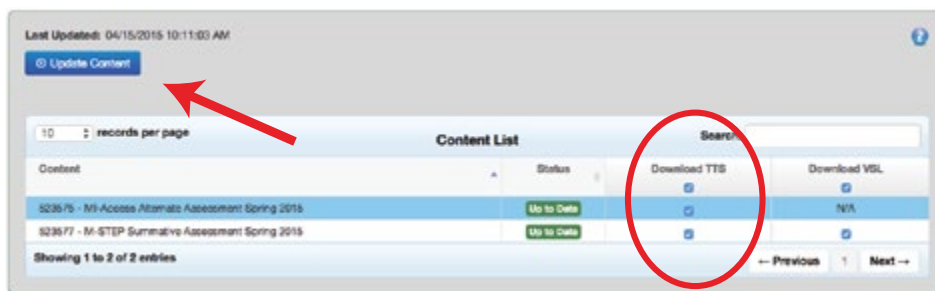 Last Updated: 04/15/2015 10:11:03 AM
Update Content
10 records per page
Content List
Search:
Content Status Download TTS Download VSL
523575 - MI-Access Alternate Assessment Spring 2015 Up to Date N/A
523577 - M-STEP Summative Assessment Spring 2015 Up to Date
Showing 1 to 2 of 2 entries
← Previous 1 Next →